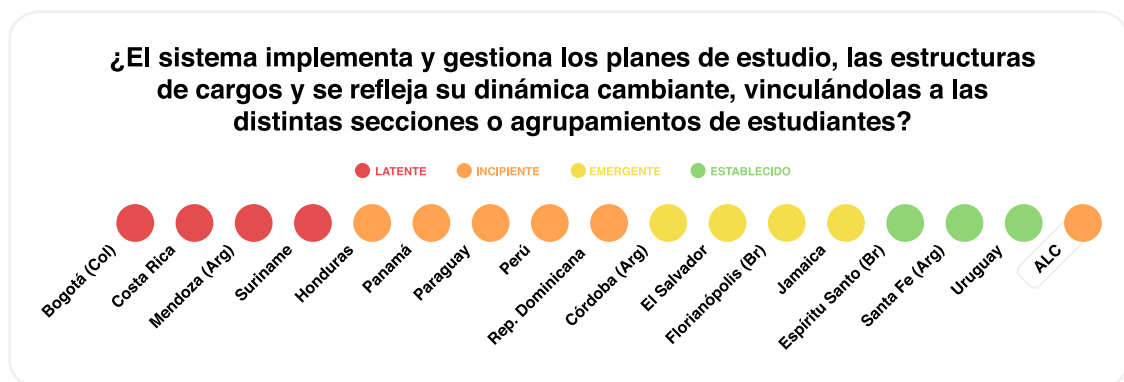 ¿El sistema implementa y gestiona los planes de estudio, las estructuras
de cargos y se refleja su dinámica cambiante, vinculándolas a las
distintas secciones o agrupamientos de estudiantes?
LATENTE
INCIPIENTE
EMERGENTE
ESTABLECIDO
Bogotá (Col)
Costa Rica
Mendoza (Arg)
Suriname
Honduras
Panamá
Paraguay
Perú
Rep. Dominicana
Córdoba (Arg)
El Salvador
Florianópolis (Br)
Jamaica
Espíritu Santo (Br)
Santa Fe (Arg)
Uruguay
ALC